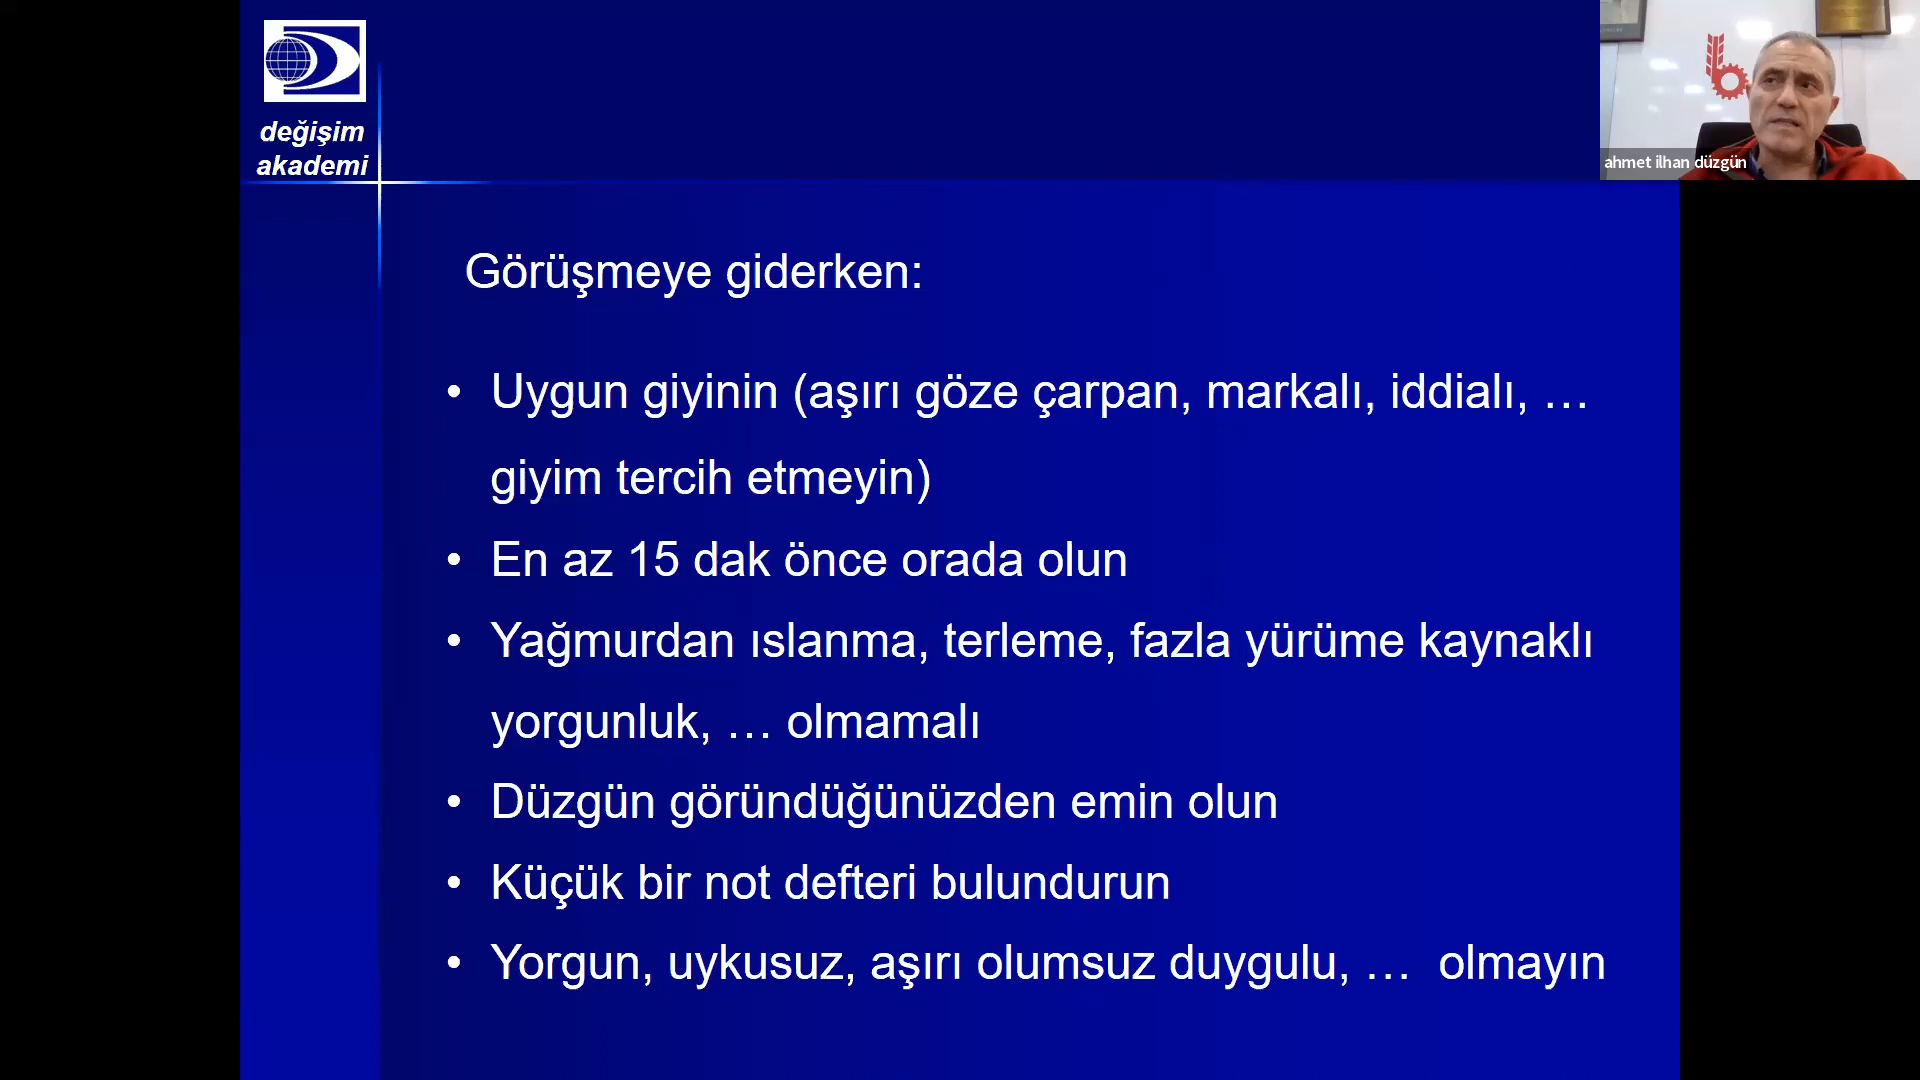 değişim
akademi
ahmet ilhan düzgün
Görüşmeye giderken:
• Uygun giyinin (aşırı göze çarpan, markalı, iddialı, …
giyim tercih etmeyin)
• En az 15 dak önce orada olun
• Yağmurdan ıslanma, terleme, fazla yürüme kaynaklı
yorgunluk, … olmamalı
• Düzgün göründüğünüzden emin olun
• Küçük bir not defteri bulundurun
• Yorgun, uykusuz, aşırı olumsuz duygulu, … olmayın